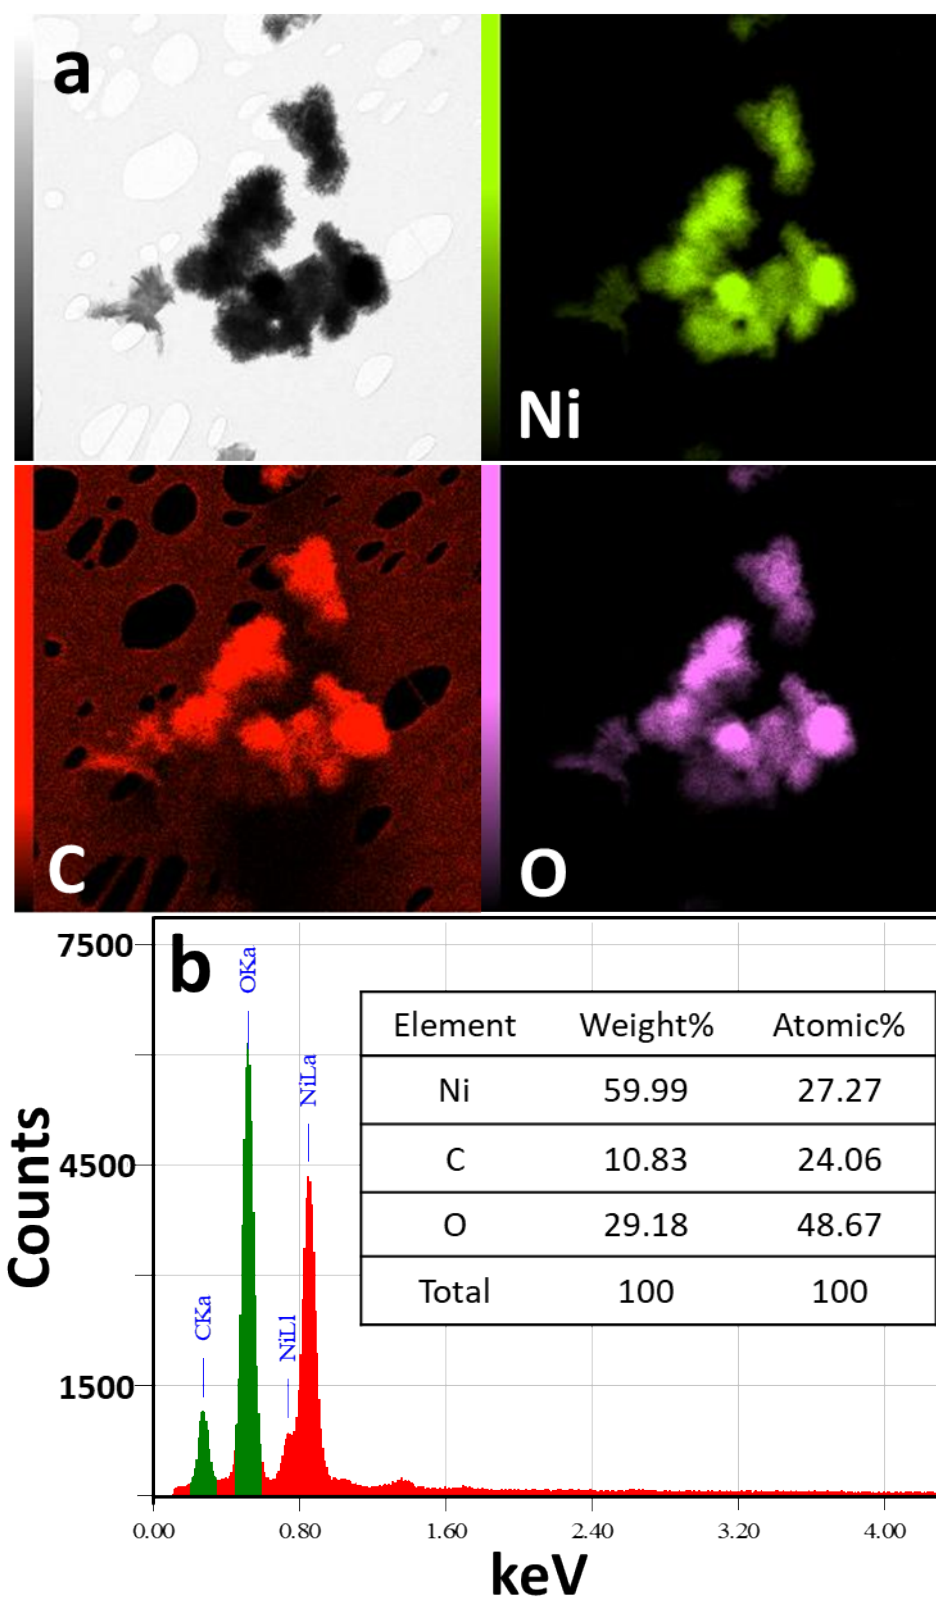 a
Ni
C
O
b
7500
4500
1500
Counts
CKa
OKa
NiLl
NiLa
Element Weight% Atomic%
Ni 59.99 27.27
C 10.83 24.06
O 29.18 48.67
Total 100 100
0.00 0.80 1.60 2.40 3.20 4.00
keV